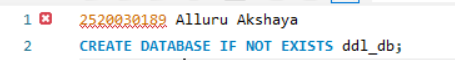 1 2520030189 Alluru Akshaya
2 CREATE DATABASE IF NOT EXISTS ddl_db;